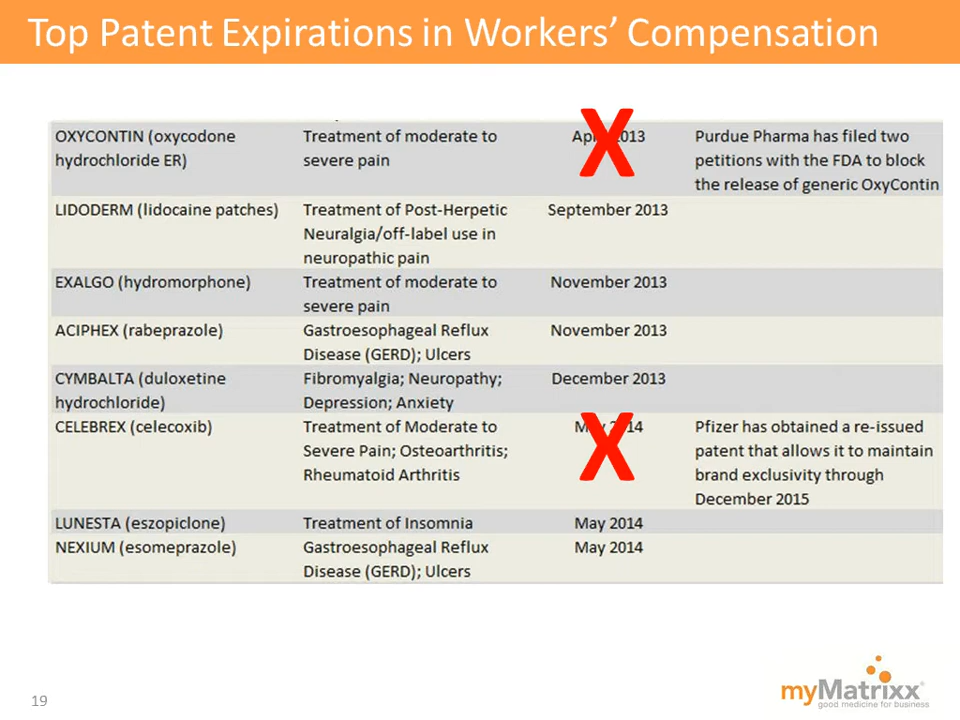 Top Patent Expirations in Workers' Compensation
OXYCONTIN (oxycodone hydrochloride ER) Treatment of moderate to severe pain 2013 Purdue Pharma has filed two petitions with the FDA to block the release of generic OxyContin
LIDODERM (lidocaine patches) Treatment of Post-Herpetic Neuralgia/off-label use in neuropathic pain September 2013
EXALGO (hydromorphone) Treatment of moderate to severe pain November 2013
ACIPHEX (rabeprazole) Gastroesophageal Reflux Disease (GERD); Ulcers November 2013
CYMBALTA (duloxetine hydrochloride) Fibromyalgia; Neuropathy; Depression; Anxiety December 2013
CELEBREX (celecoxib) Treatment of Moderate to Severe Pain; Osteoarthritis; Rheumatoid Arthritis Pfizer has obtained a re-issued patent that allows it to maintain brand exclusivity through December 2015
LUNESTA (eszopiclone) Treatment of Insomnia May 2014
NEXIUM (esomeprazole) Gastroesophageal Reflux Disease (GERD); Ulcers May 2014
19
myMatrixx
good medicine for business